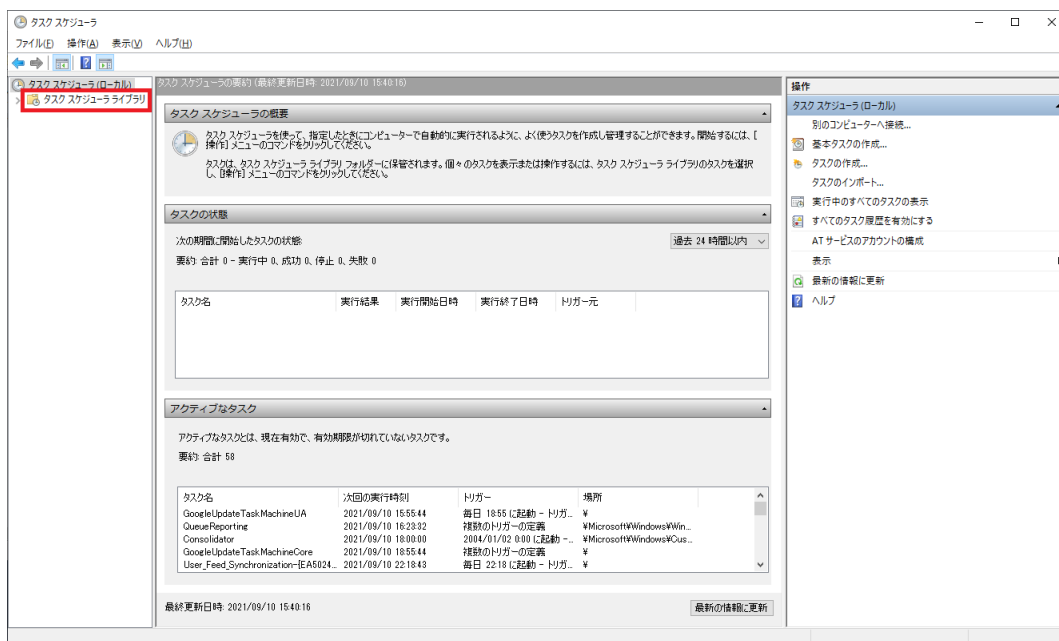 タスク スケジューラ
ファイル(F) 操作(A) 表示(V) ヘルプ(H)
タスク スケジューラ (ローカル)
タスク スケジューラ ライブラリ
タスク スケジューラの要約 (最終更新日時: 2021/09/10 15:40:16)
タスク スケジューラの概要
タスク スケジューラを使って、指定したときにコンピューターで自動的に実行されるように、よく使うタスクを作成し管理することができます。開始するには、[
操作] メニューのコマンドをクリックしてください。
タスクは、タスク スケジューラ ライブラリ フォルダーに保管されます。個々のタスクを表示または操作するには、タスク スケジューラ ライブラリのタスクを選択
し、[操作] メニューのコマンドをクリックしてください。
タスクの状態
次の期間に開始したタスクの状態:
過去 24 時間以内
要約: 合計 0 - 実行中 0、成功 0、停止 0、失敗 0
タスク名 実行結果 実行開始日時 実行終了日時 トリガー元
アクティブなタスク
アクティブなタスクとは、現在有効で、有効期限が切れていないタスクです。
要約: 合計 58
タスク名 次回の実行時刻 トリガー 場所
GoogleUpdateTaskMachineUA 2021/09/10 15:55:44 毎日 18:55 に起動 - トリガ... ¥
QueueReporting 2021/09/10 16:23:32 複数のトリガーの定義 ¥Microsoft¥Windows¥Win...
Consolidator 2021/09/10 18:00:00 2004/01/02 0:00 に起動 -... ¥Microsoft¥Windows¥Cus...
GoogleUpdateTaskMachineCore 2021/09/10 18:55:44 複数のトリガーの定義 ¥
User_Feed_Synchronization-{EA5024... 2021/09/10 22:18:43 毎日 22:18 に起動 - トリガ... ¥
最終更新日時: 2021/09/10 15:40:16
最新の情報に更新
操作
タスク スケジューラ (ローカル)
別のコンピューターへ接続...
基本タスクの作成...
タスクの作成...
タスクのインポート...
実行中のすべてのタスクの表示
すべてのタスク履歴を有効にする
AT サービスのアカウントの構成
表示
最新の情報に更新
ヘルプ